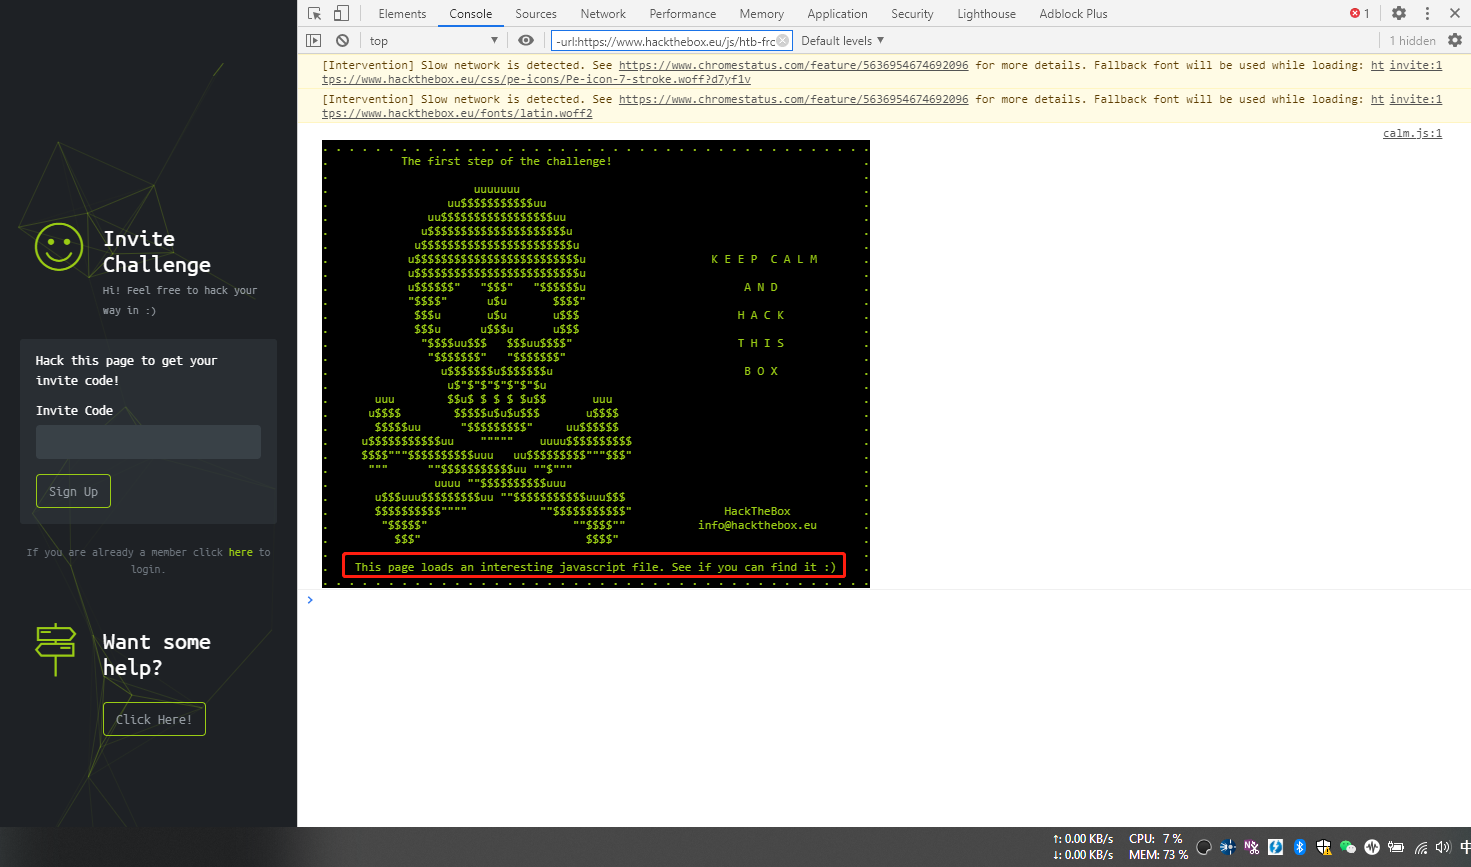 Elements Console Sources Network Performance Memory Application Security Lighthouse Adblock Plus 1
top -url:https://www.hackthebox.eu/js/htb-frc Default levels 1 hidden
[Intervention] Slow network is detected. See https://www.chromestatus.com/feature/5636954674692096 for more details. Fallback font will be used while loading: ht invite:1
tps://www.hackthebox.eu/css/pe-icons/Pe-icon-7-stroke.woff?d7yf1v
[Intervention] Slow network is detected. See https://www.chromestatus.com/feature/5636954674692096 for more details. Fallback font will be used while loading: ht invite:1
tps://www.hackthebox.eu/fonts/latin.woff2
calm.js:1
The first step of the challenge!
K E E P  C A L M
A N D
H A C K
T H I S
B O X
HackTheBox
info@hackthebox.eu
This page loads an interesting javascript file. See if you can find it :)
Invite
Challenge
Hi! Feel free to hack your
way in :)
Hack this page to get your
invite code!
Invite Code
Sign Up
If you are already a member click here to
login.
Want some
help?
Click Here!
↑: 0.00 KB/s CPU: 7 %
↓: 0.00 KB/s MEM: 73 %
中